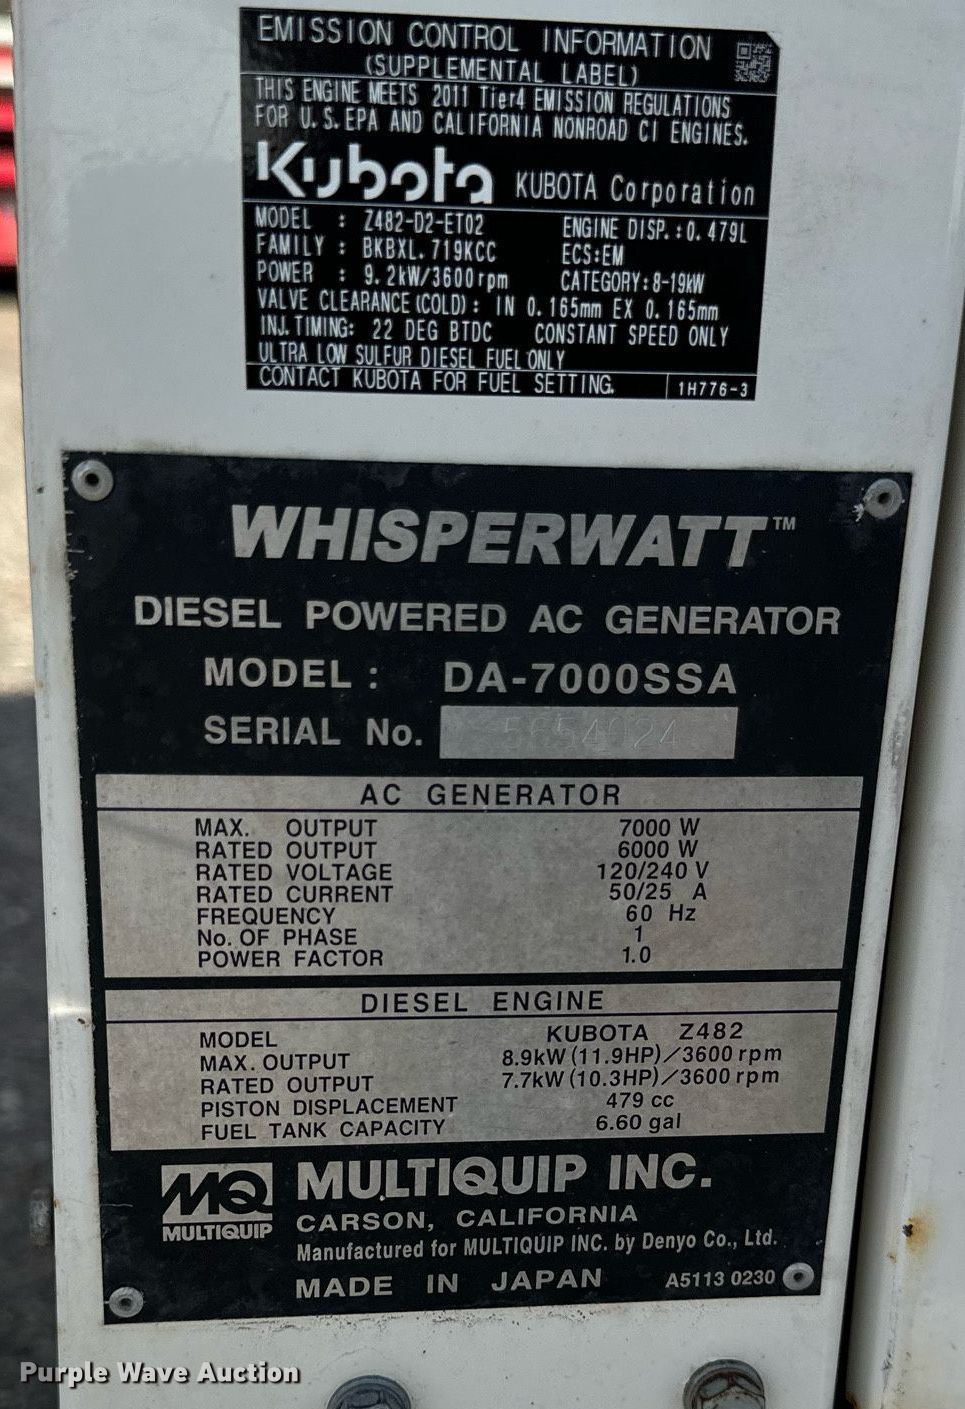 EMISSION CONTROL INFORMATION
(SUPPLEMENTAL LABEL)
THIS ENGINE MEETS 2011 Tier4 EMISSION REGULATIONS
FOR U.S.EPA AND CALIFORNIA NONROAD CI ENGINES.
Kubota KUBOTA Corporation
MODEL : Z482-D2-ET02 ENGINE DISP.:0.479L
FAMILY : BKBXL.719KCC ECS:EM
POWER : 9.2kW/3600rpm CATEGORY:8-19kW
VALVE CLEARANCE(COLD): IN 0.165mm EX 0.165mm
INJ.TIMING: 22 DEG BTDC CONSTANT SPEED ONLY
ULTRA LOW SULFUR DIESEL FUEL ONLY
CONTACT KUBOTA FOR FUEL SETTING. 1H776-3
WHISPERWATT™
DIESEL POWERED AC GENERATOR
MODEL : DA-7000SSA
SERIAL No.
AC GENERATOR
MAX. OUTPUT 7000 W
RATED OUTPUT 6000 W
RATED VOLTAGE 120/240 V
RATED CURRENT 50/25 A
FREQUENCY 60 Hz
No. OF PHASE 1
POWER FACTOR 1.0
DIESEL ENGINE
MODEL KUBOTA Z482
MAX. OUTPUT 8.9kW(11.9HP)/3600rpm
RATED OUTPUT 7.7kW(10.3HP)/3600rpm
PISTON DISPLACEMENT 479 cc
FUEL TANK CAPACITY 6.60 gal
MQ MULTIQUIP INC.
MULTIQUIP CARSON, CALIFORNIA
Manufactured for MULTIQUIP INC. by Denyo Co., Ltd.
MADE IN JAPAN A5113 0230
Purple Wave Auction